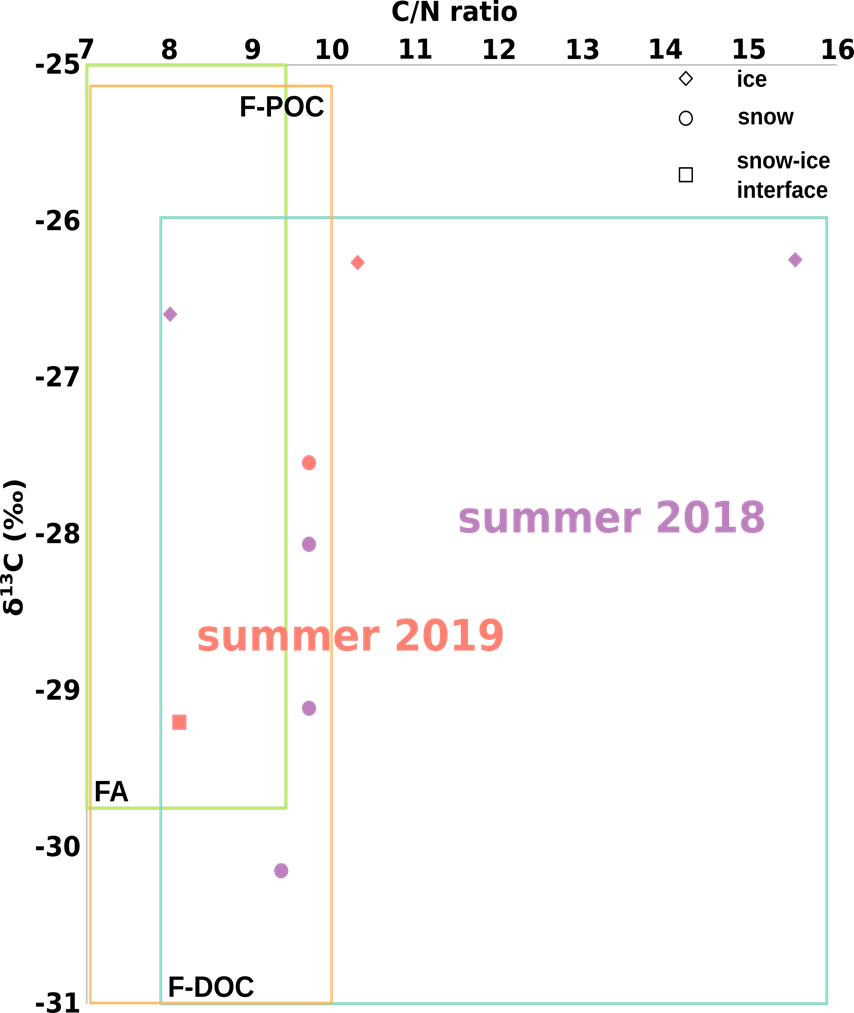 C/N ratio
7 8 9 10 11 12 13 14 15 16
-25
ice
F-POC
snow
snow-ice
interface
-26
-27
δ¹³C (‰)
summer 2018
-28
summer 2019
-29
FA
-30
F-DOC
-31